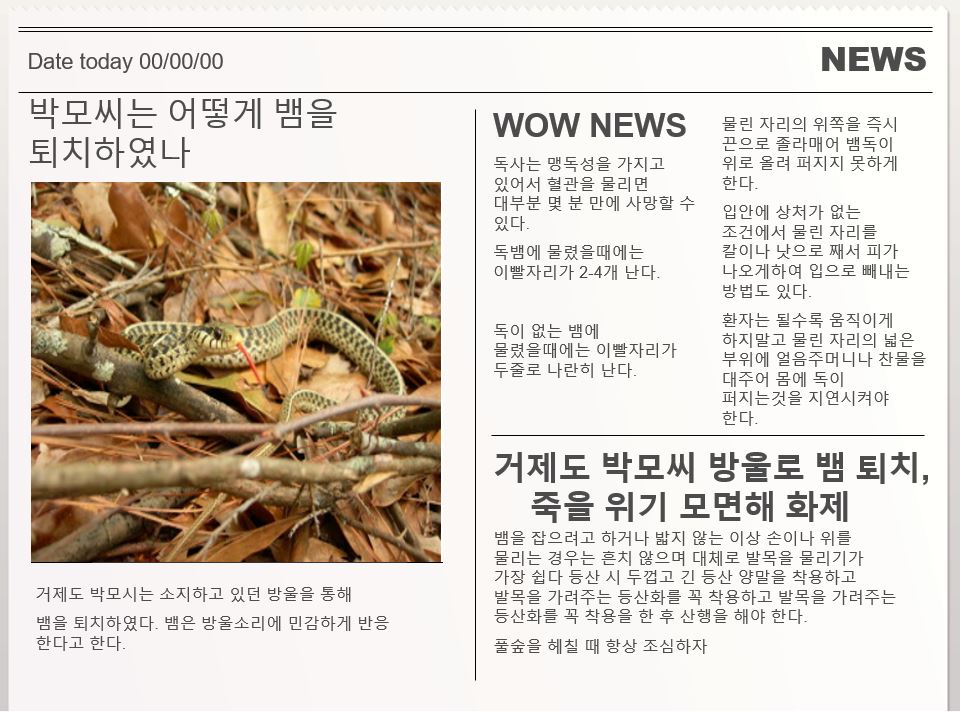 Date today 00/00/00
NEWS
박모씨는 어떻게 뱀을
퇴치하였나
거제도 박모시는 소지하고 있던 방울을 통해
뱀을 퇴치하였다. 뱀은 방울소리에 민감하게 반응
한다고 한다.
WOW NEWS
독사는 맹독성을 가지고
있어서 혈관을 물리면
대부분 몇 분 만에 사망할 수
있다.
독뱀에 물렸을때에는
이빨자리가 2-4개 난다.
독이 없는 뱀에
물렸을때에는 이빨자리가
두줄로 나란히 난다.
물린 자리의 위쪽을 즉시
끈으로 졸라매어 뱀독이
위로 올려 퍼지지 못하게
한다.
입안에 상처가 없는
조건에서 물린 자리를
칼이나 낫으로 째서 피가
나오게하여 입으로 빼내는
방법도 있다.
환자는 될수록 움직이게
하지말고 물린 자리의 넓은
부위에 얼음주머니나 찬물을
대주어 몸에 독이
퍼지는것을 지연시켜야
한다.
거제도 박모씨 방울로 뱀 퇴치,
죽을 위기 모면해 화제
뱀을 잡으려고 하거나 밟지 않는 이상 손이나 위를
물리는 경우는 흔치 않으며 대체로 발목을 물리기가
가장 쉽다 등산 시 두껍고 긴 등산 양말을 착용하고
발목을 가려주는 등산화를 꼭 착용하고 발목을 가려주는
등산화를 꼭 착용을 한 후 산행을 해야 한다.
풀숲을 헤칠 때 항상 조심하자